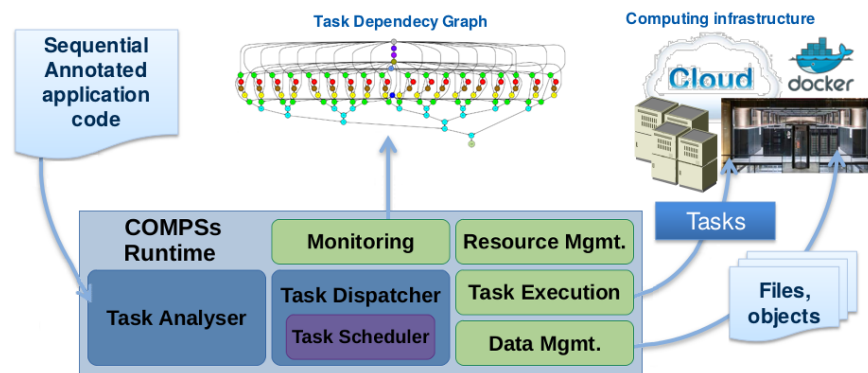 Task Dependecy Graph
Computing infrastructure
Sequential
Annotated
application
code
Cloud
docker
COMPSs
Runtime
Monitoring
Resource Mgmt.
Tasks
Task Analyser
Task Dispatcher
Task Scheduler
Task Execution
Data Mgmt.
Files,
objects